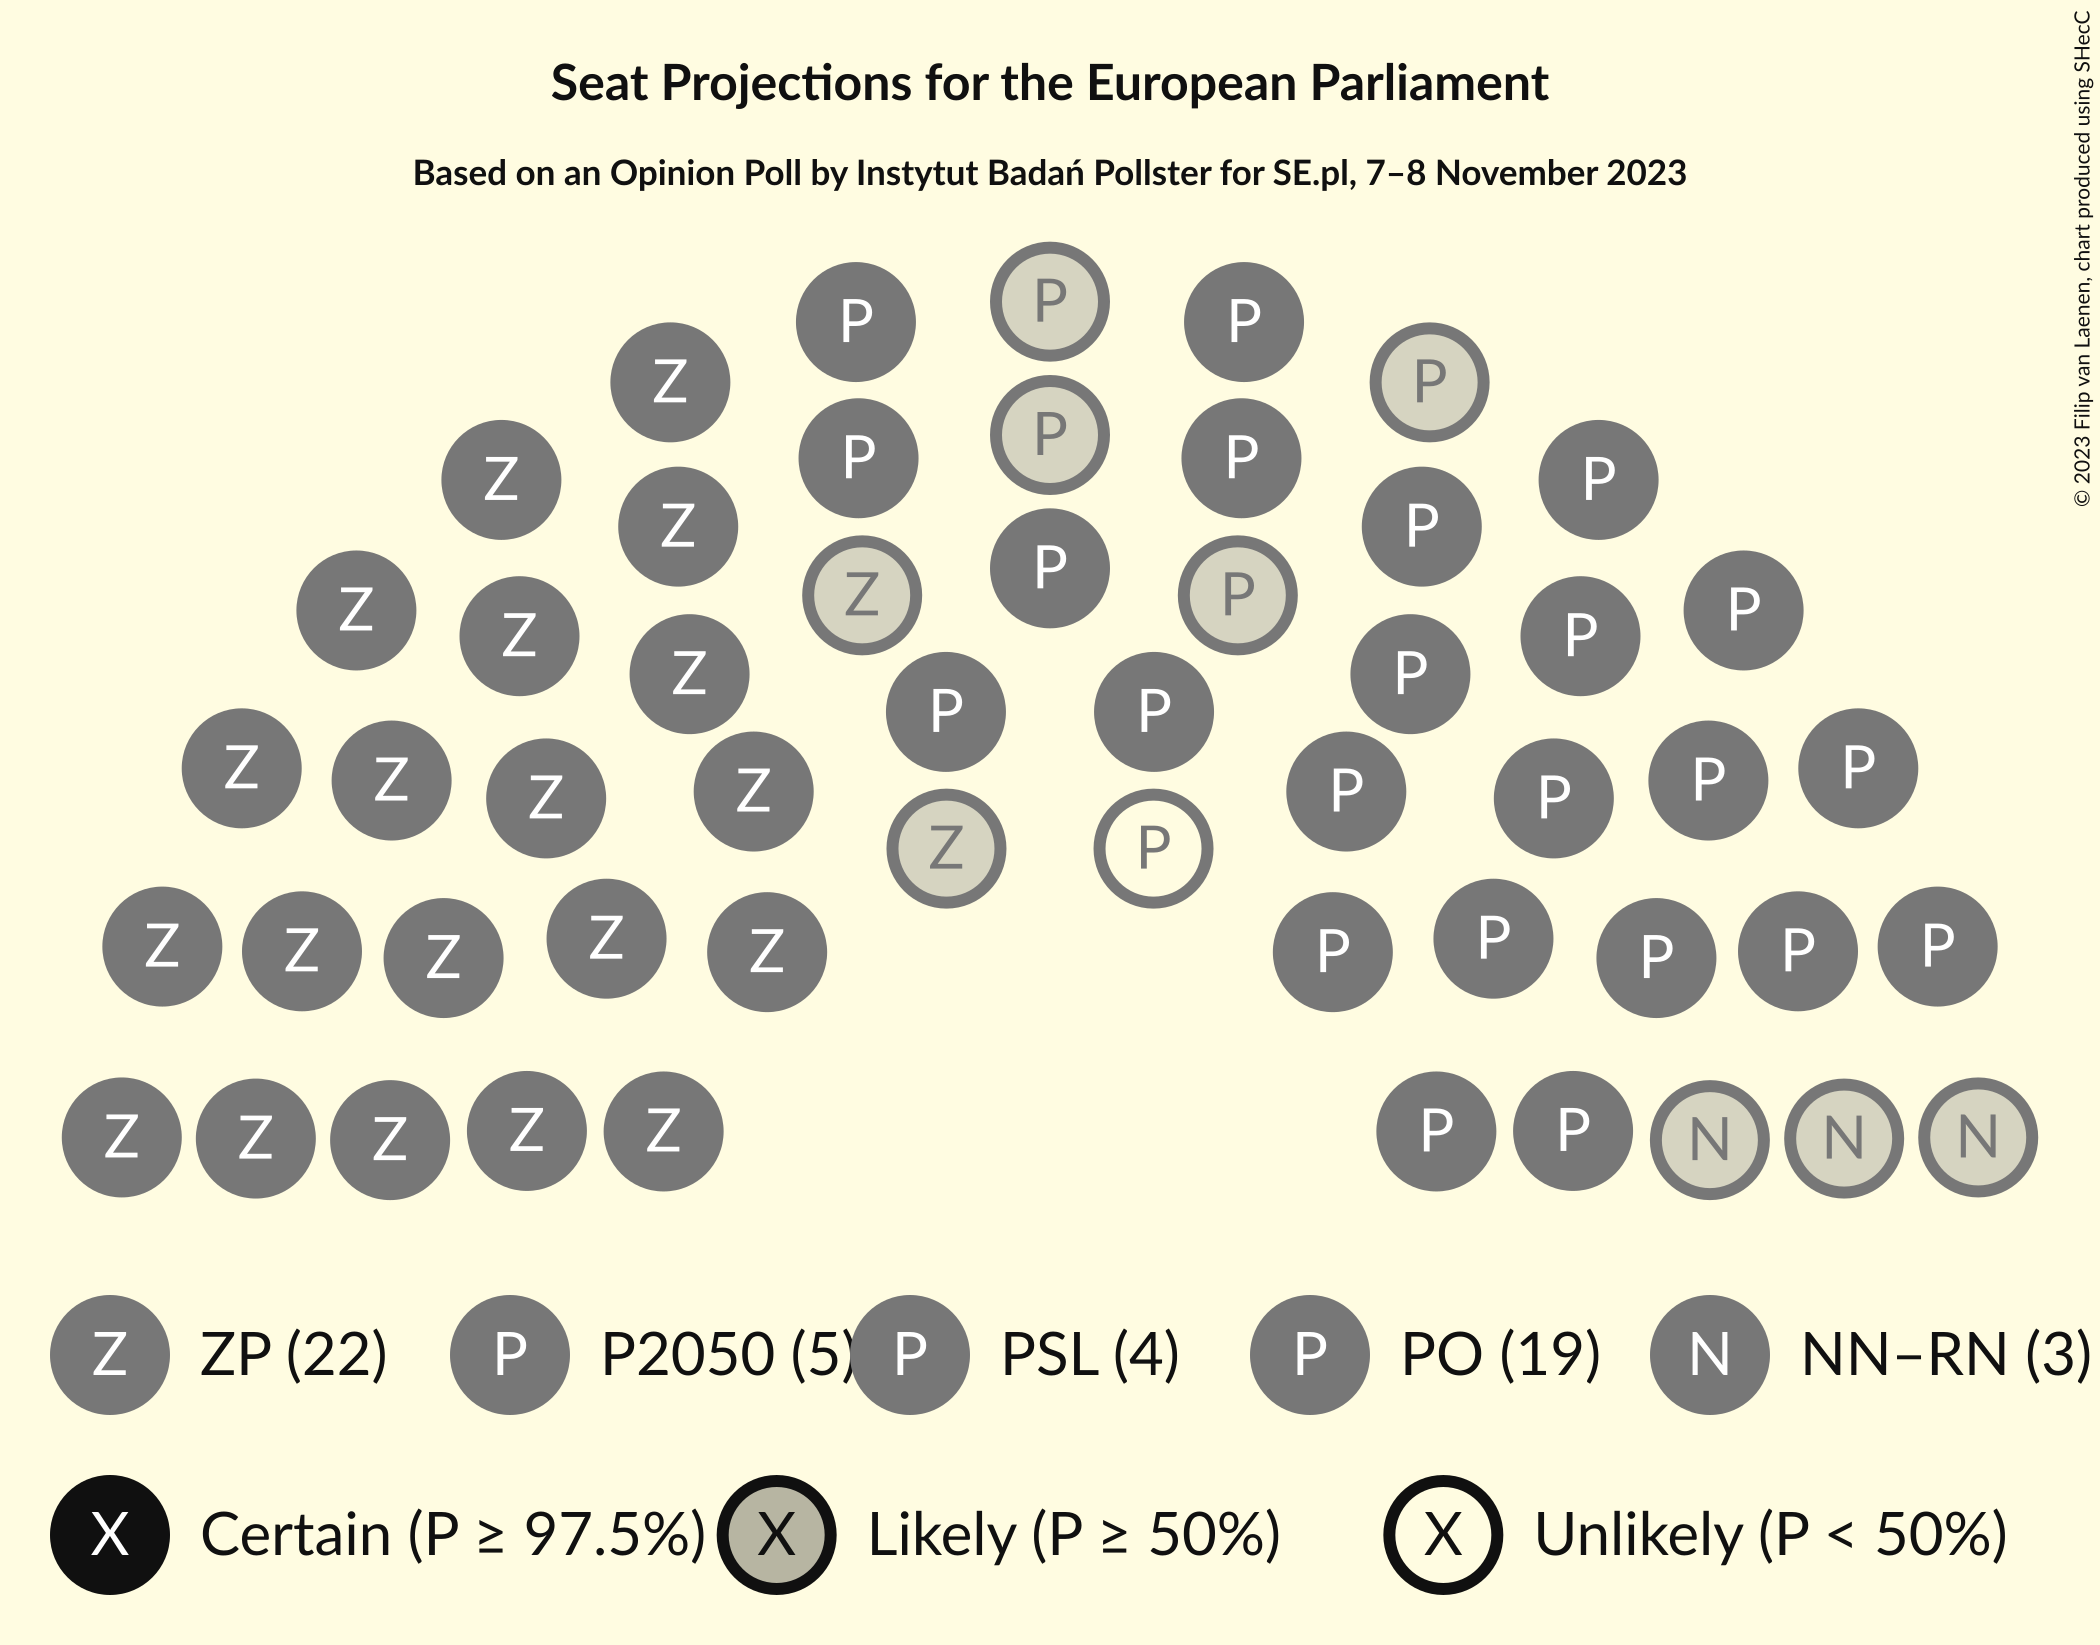 Seat Projections for the European Parliament
Based on an Opinion Poll by Instytut Badań Pollster for SE.pl, 7–8 November 2023
© 2023 Filip van Laenen, chart produced using SHecC
P
P P
Z P
Z P
P P
P
Z P
P
Z P
Z P
Z P
Z P
P P
Z Z Z Z P P P P
Z P
Z Z Z Z Z P P P P P
Z Z Z Z Z P P N N N
Z ZP (22) P P2050 (5) P PSL (4) P PO (19) N NN–RN (3)
X Certain (P ≥ 97.5%) X Likely (P ≥ 50%) X Unlikely (P < 50%)